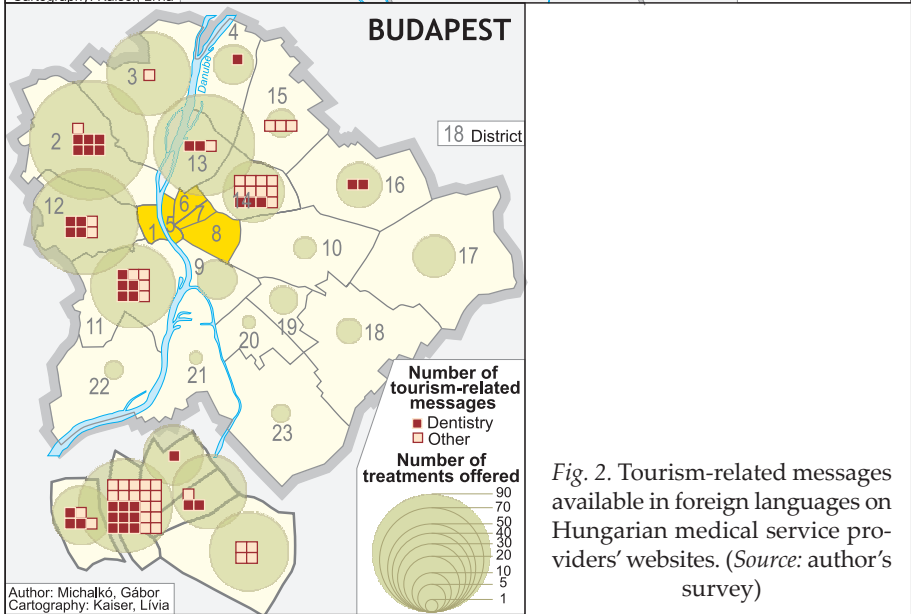 BUDAPEST
4
3
Danube
15
18 District
2
13
16
14
12
6
7
5
1
8
10
17
9
11
19
20
18
22
21
23
Number of
tourism-related
messages
Dentistry
Other
Number of
treatments offered
90
70
50
40
30
20
10
5
1
Author: Michalkó, Gábor
Cartography: Kaiser, Lívia
Fig. 2. Tourism-related messages
available in foreign languages on
Hungarian medical service pro-
viders' websites. (Source: author's
survey)